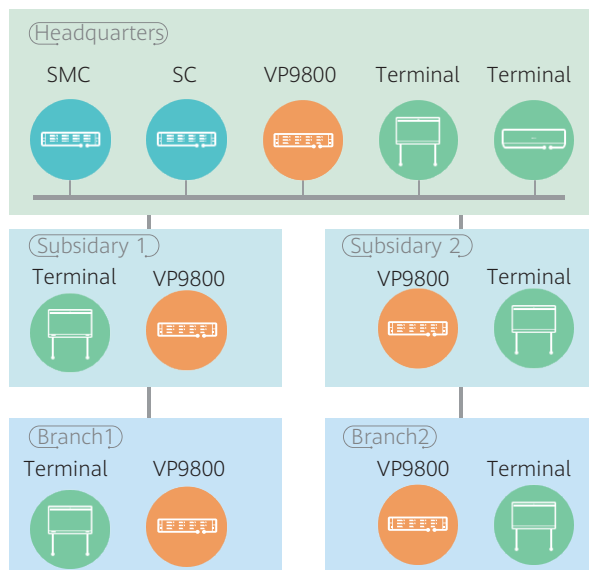 Headquarters
SMC SC VP9800 Terminal Terminal
Subsidary 1 Subsidary 2
Terminal VP9800 VP9800 Terminal
Branch1 Branch2
Terminal VP9800 VP9800 Terminal